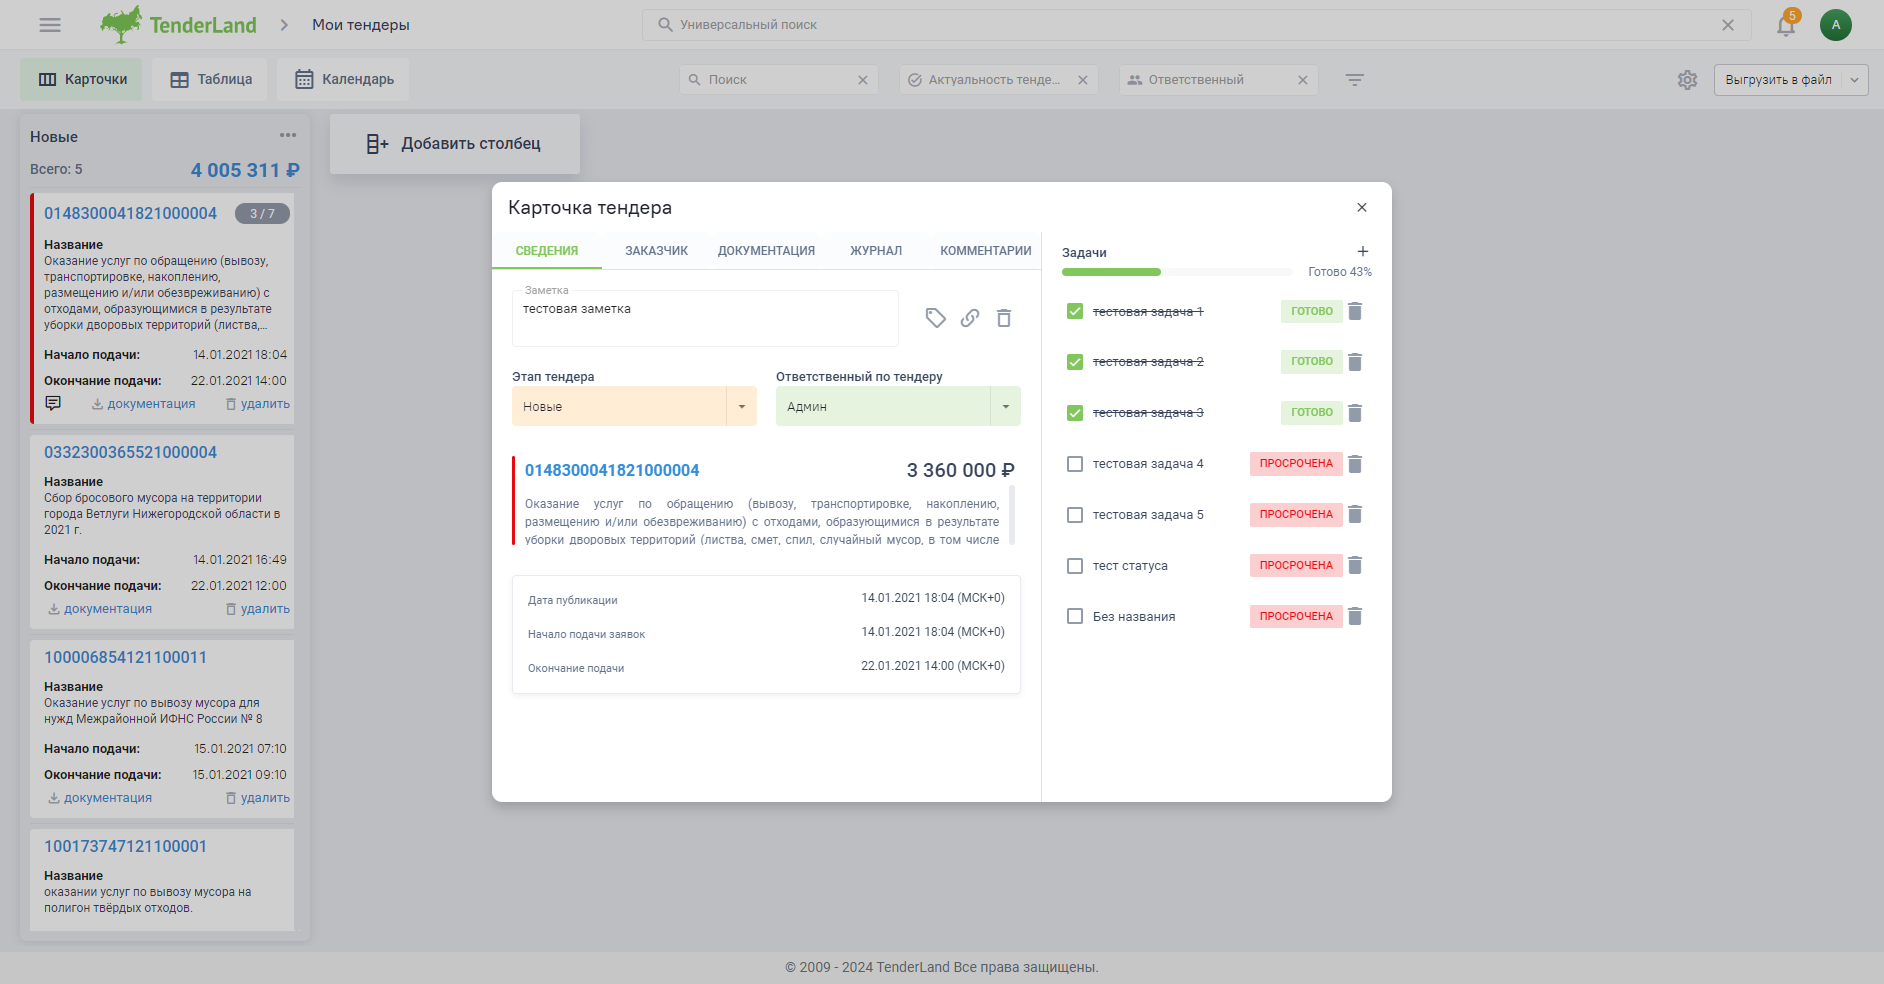 TenderLand
Мои тендеры
Универсальный поиск
5
А
Карточки
Таблица
Календарь
Поиск
Актуальность тенде...
Ответственный
Выгрузить в файл
Новые
Всего: 5
4 005 311 ₽
0148300041821000004
3 / 7
Название
Оказание услуг по обращению (вывозу,
транспортировке, накоплению,
размещению и/или обезвреживанию) с
отходами, образующимися в результате
уборки дворовых территорий (листва,...
Начало подачи:
14.01.2021 18:04
Окончание подачи:
22.01.2021 14:00
документация
удалить
0332300365521000004
Название
Сбор бросового мусора на территории
города Ветлуги Нижегородской области в
2021 г.
Начало подачи:
14.01.2021 16:49
Окончание подачи:
22.01.2021 12:00
документация
удалить
100006854121100011
Название
Оказание услуг по вывозу мусора для
нужд Межрайонной ИФНС России № 8
Начало подачи:
15.01.2021 07:10
Окончание подачи:
15.01.2021 09:10
документация
удалить
100173747121100001
Название
оказании услуг по вывозу мусора на
полигон твёрдых отходов.
Добавить столбец
Карточка тендера
СВЕДЕНИЯ
ЗАКАЗЧИК
ДОКУМЕНТАЦИЯ
ЖУРНАЛ
КОММЕНТАРИИ
Заметка
тестовая заметка
Этап тендера
Новые
Ответственный по тендеру
Админ
0148300041821000004
3 360 000 ₽
Оказание услуг по обращению (вывозу, транспортировке, накоплению,
размещению и/или обезвреживанию) с отходами, образующимися в результате
уборки дворовых территорий (листва, смет, спил, случайный мусор, в том числе
Дата публикации
14.01.2021 18:04 (МСК+0)
Начало подачи заявок
14.01.2021 18:04 (МСК+0)
Окончание подачи
22.01.2021 14:00 (МСК+0)
Задачи
Готово 43%
тестовая задача 1
ГОТОВО
тестовая задача 2
ГОТОВО
тестовая задача 3
ГОТОВО
тестовая задача 4
ПРОСРОЧЕНА
тестовая задача 5
ПРОСРОЧЕНА
тест статуса
ПРОСРОЧЕНА
Без названия
ПРОСРОЧЕНА
© 2009 - 2024 TenderLand Все права защищены.